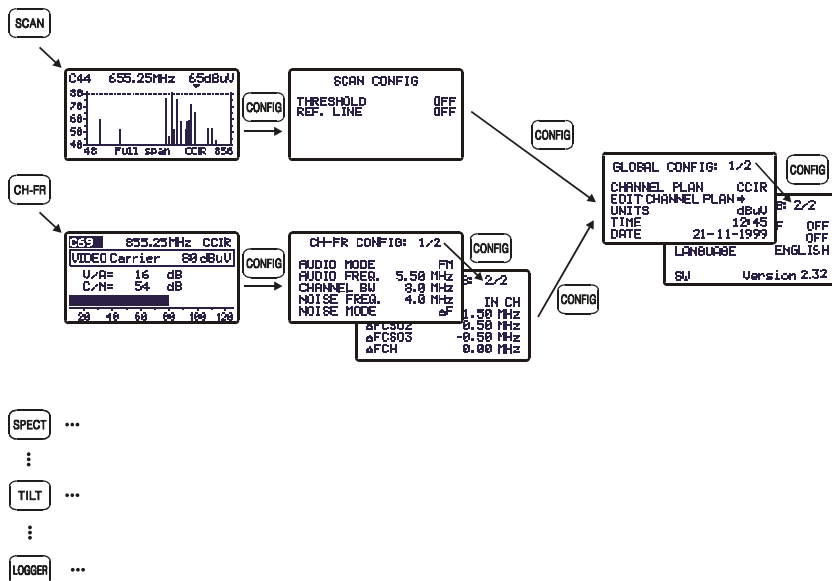 SCAN
C44 655.25MHz 65dBuV
80
70
60
50
40
48 Full span CCIR 856
CONFIG
SCAN CONFIG
THRESHOLD OFF
REF. LINE OFF
CONFIG
GLOBAL CONFIG: 1/2
CHANNEL PLAN CCIR
EDIT CHANNEL PLAN
UNITS dBuV
TIME 12:45
DATE 21-11-1999
CONFIG
2/2
OFF
OFF
LANGUAGE ENGLISH
SW Version 2.32
CH-FR
C69 855.25MHz CCIR
VIDEO Carrier 80 dBuV
V/A= 16 dB
C/N= 54 dB
20 40 60 80 100 120
CONFIG
CH-FR CONFIG: 1/2
AUDIO MODE FM
AUDIO FREQ. 5.50 MHz
CHANNEL BW 8.0 MHz
NOISE FREQ. 4.0 MHz
NOISE MODE ΔF
CONFIG
2/2
IN CH
1.50 MHz
ΔFCSO2 -0.50 MHz
ΔFCSO3 -0.50 MHz
ΔFCH 0.00 MHz
CONFIG
SPECT ...
TILT ...
LOGGER ...